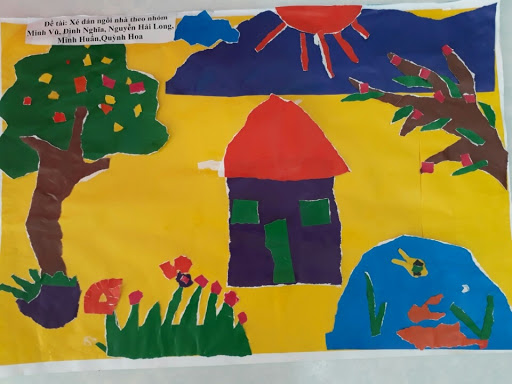 Đề tài: Xé dán ngôi nhà theo nhóm
Minh Vũ, Định Nghĩa, Nguyễn Hải Long,
Minh Huấn,Quỳnh Hoa